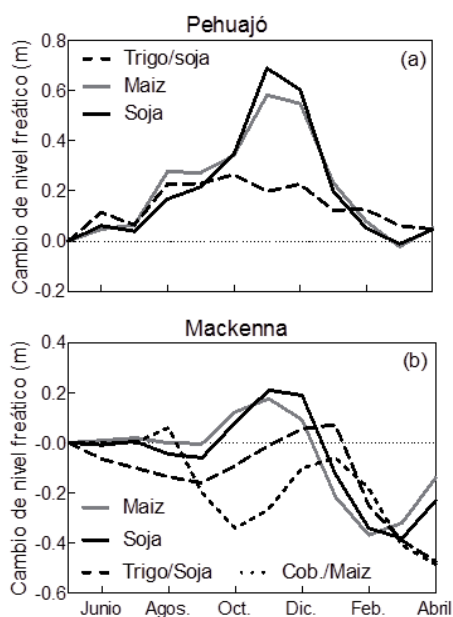 Pehuajó
Cambio de nivel freático (m)
0.8
0.6
0.4
0.2
0.0
-0.2
Trigo/soja
Maiz
Soja
(a)
Mackenna
Cambio de nivel freático (m)
0.4
0.2
-0.0
-0.2
-0.4
-0.6
(b)
Maiz
Soja
Trigo/Soja
Cob./Maiz
Junio Agos. Oct. Dic. Feb. Abril